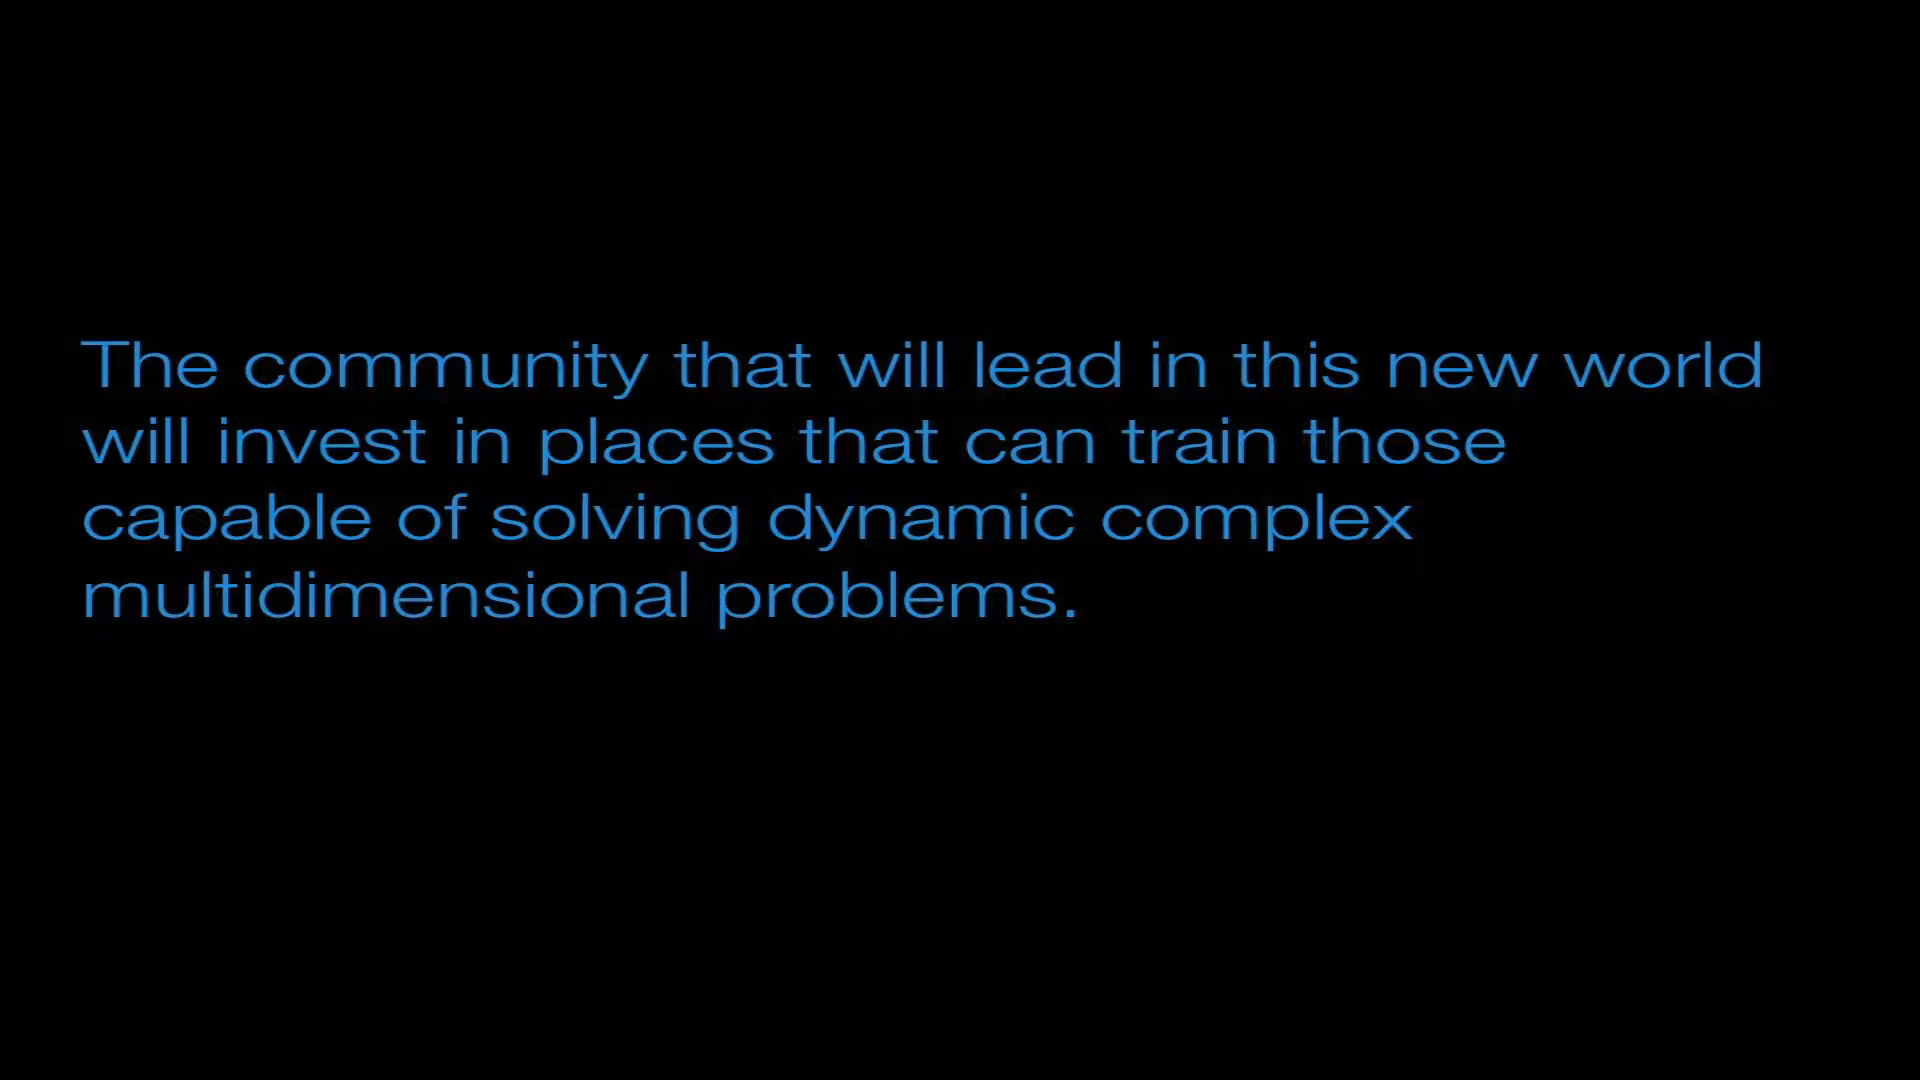 The community that will lead in this new world
will invest in places that can train those
capable of solving dynamic complex
multidimensional problems.